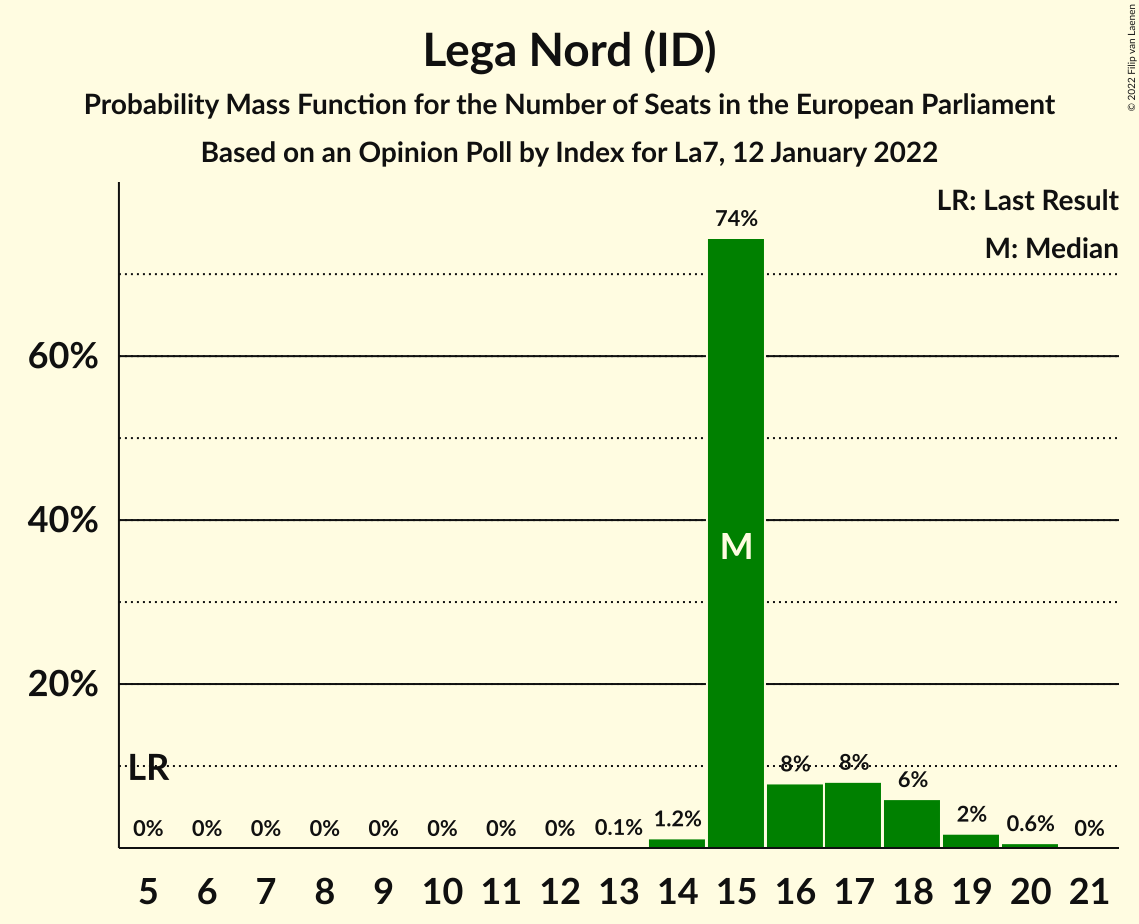 Lega Nord (ID)
Probability Mass Function for the Number of Seats in the European Parliament
Based on an Opinion Poll by Index for La7, 12 January 2022
© 2022 Filip van Laenen
LR: Last Result
M: Median
74%
60%
40%
20%
M
LR
0% 0% 0% 0% 0% 0% 0% 0% 0.1% 1.2% 8% 8% 6% 2% 0.6% 0%
5 6 7 8 9 10 11 12 13 14 15 16 17 18 19 20 21